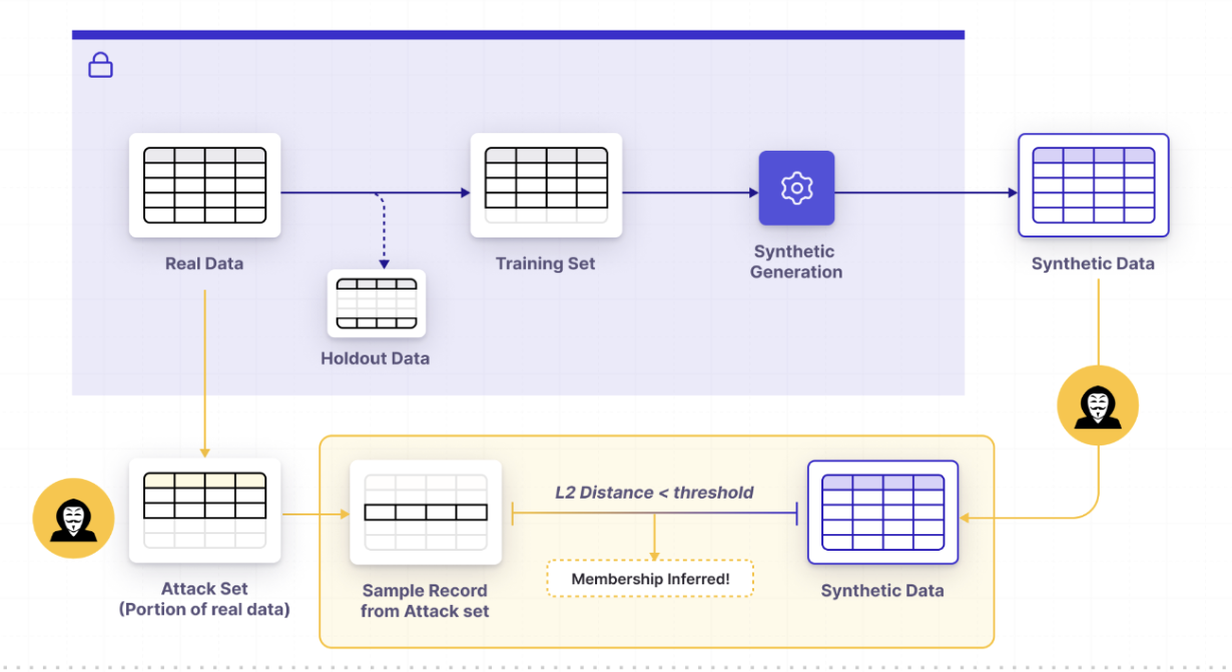 Real Data
Training Set
Synthetic
Generation
Synthetic Data
Holdout Data
L2 Distance < threshold
Membership Inferred!
Attack Set
(Portion of real data)
Sample Record
from Attack set
Synthetic Data